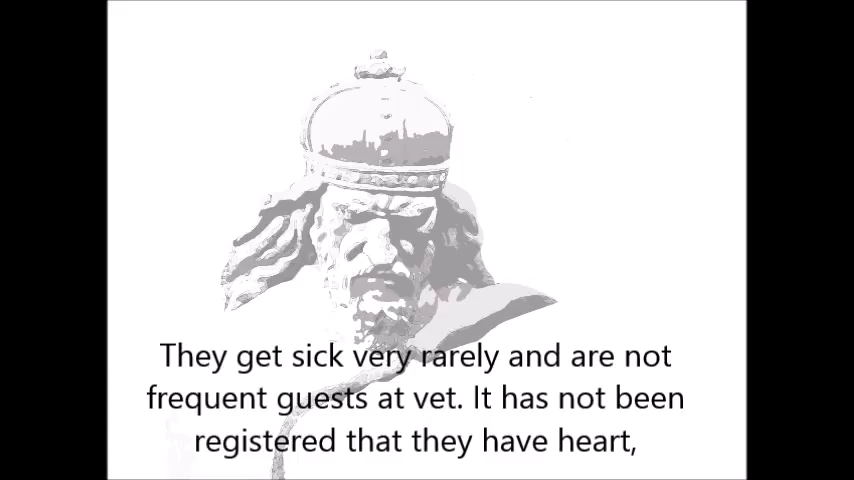 They get sick very rarely and are not
frequent guests at vet. It has not been
registered that they have heart,